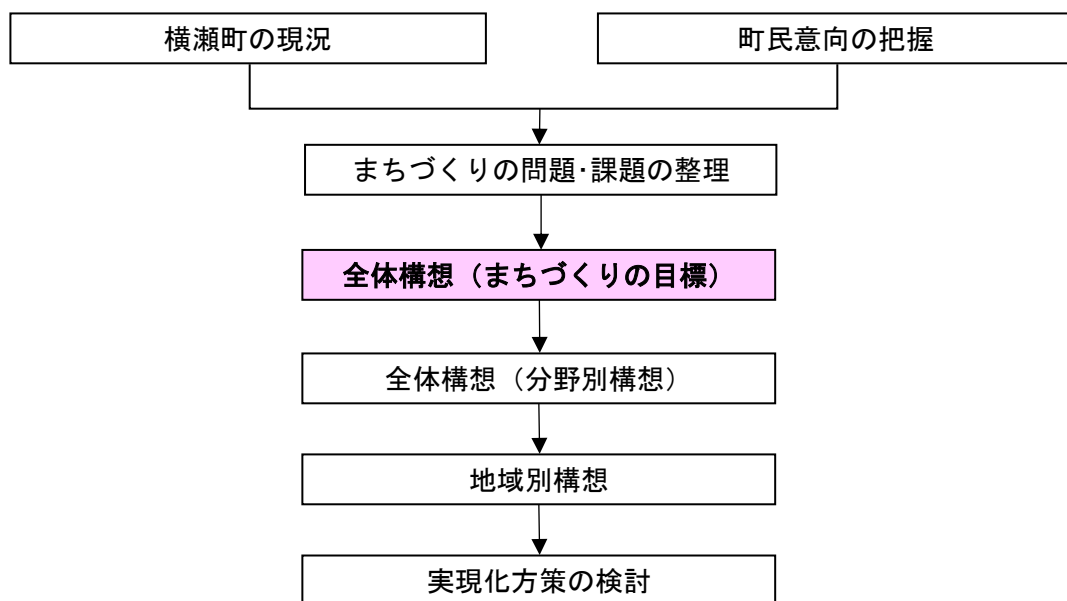 横瀬町の現況
町民意向の把握
まちづくりの問題・課題の整理
全体構想（まちづくりの目標）
全体構想（分野別構想）
地域別構想
実現化方策の検討